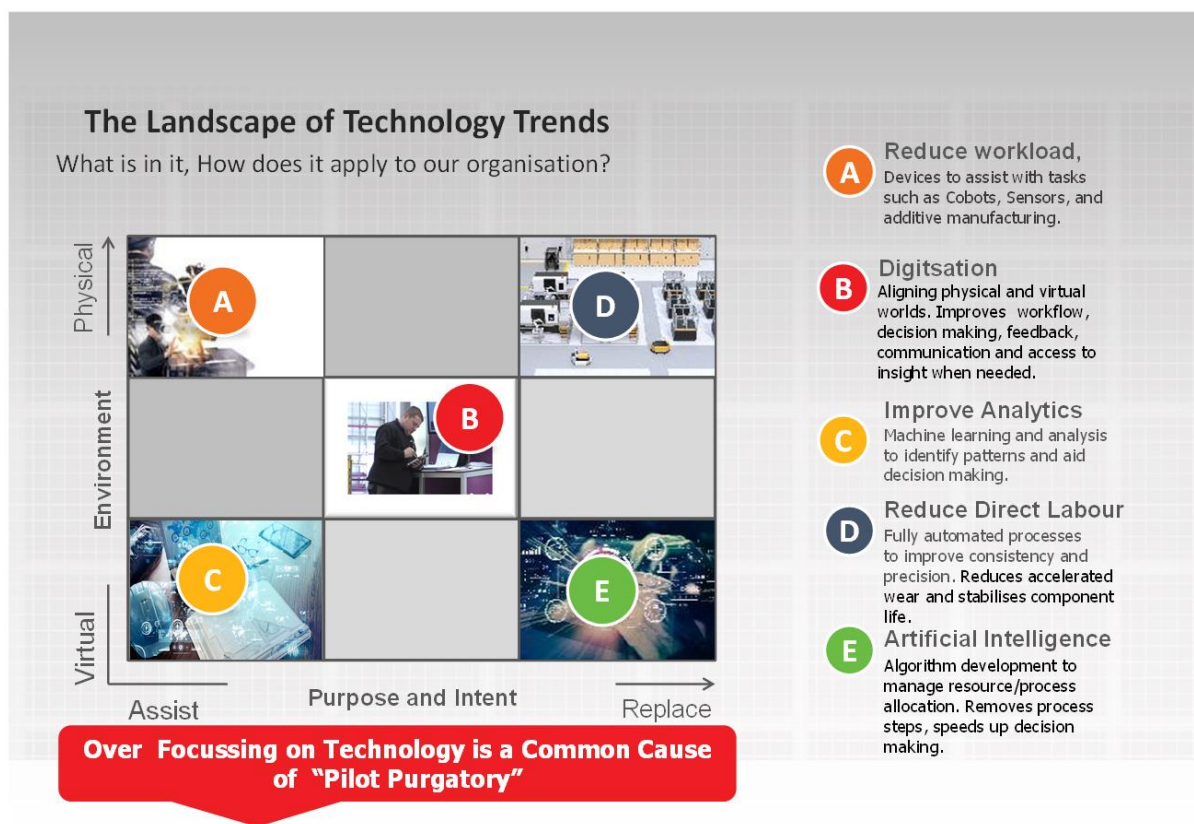 The Landscape of Technology Trends
What is in it, How does it apply to our organisation?
Physical
Environment
Virtual
A
D
B
C
E
Assist
Purpose and Intent
Replace
Over Focussing on Technology is a Common Cause
of “Pilot Purgatory”
A
Reduce workload,
Devices to assist with tasks
such as Cobots, Sensors, and
additive manufacturing.
B
Digitsation
Aligning physical and virtual
worlds. Improves workflow,
decision making, feedback,
communication and access to
insight when needed.
C
Improve Analytics
Machine learning and analysis
to identify patterns and aid
decision making.
D
Reduce Direct Labour
Fully automated processes
to improve consistency and
precision. Reduces accelerated
wear and stabilises component
life.
E
Artificial Intelligence
Algorithm development to
manage resource/process
allocation. Removes process
steps, speeds up decision
making.